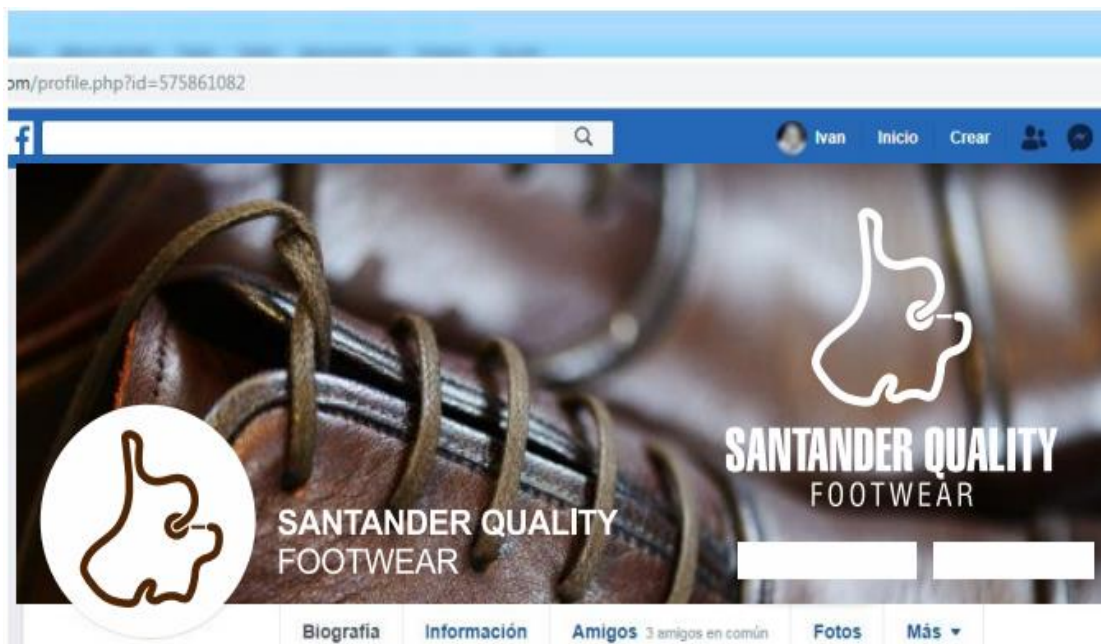 om/profile.php?id=575861082
f
Ivan Inicio Crear
SANTANDER QUALITY
FOOTWEAR
SANTANDER QUALITY
FOOTWEAR
Biografía Información Amigos 3 amigos en común Fotos Más